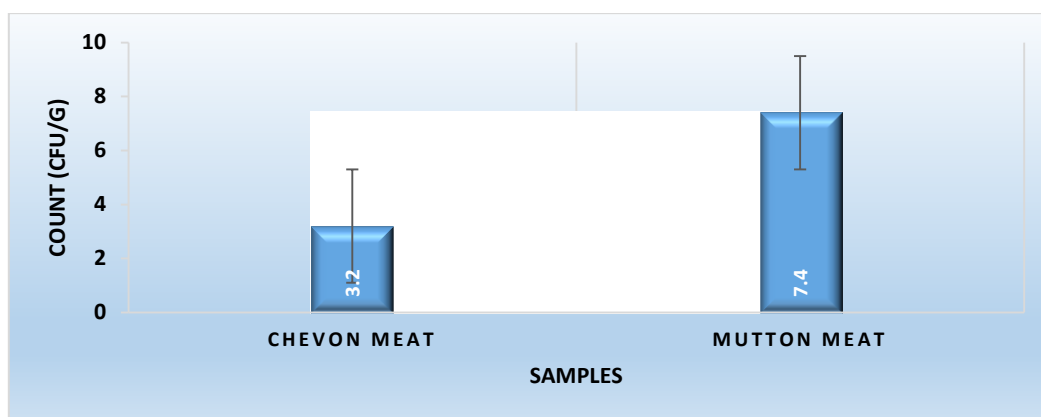 10
8
6
4
2
0
COUNT (CFU/G)
3.2
7.4
CHEVON MEAT
MUTTON MEAT
SAMPLES